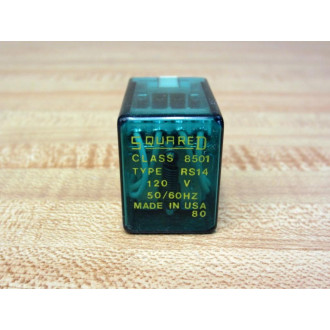 SQUARE D
CLASS 8501
TYPE RS14
120 V
50/60HZ
MADE IN USA
80